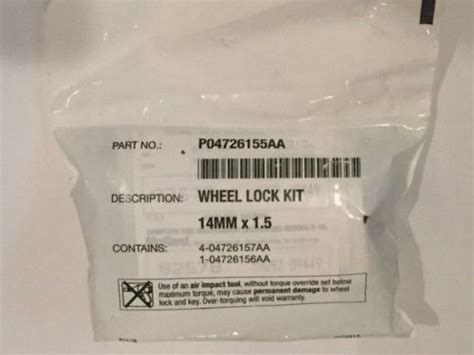 PART NO.: P04726155AA
DESCRIPTION: WHEEL LOCK KIT
14MM x 1.5
CONTAINS: 4-04726157AA
1-04726156AA
Use of an air impact tool, without torque override set below
maximum torque, may cause permanent damage to wheel
lock and key. Over-torquing will void warranty.